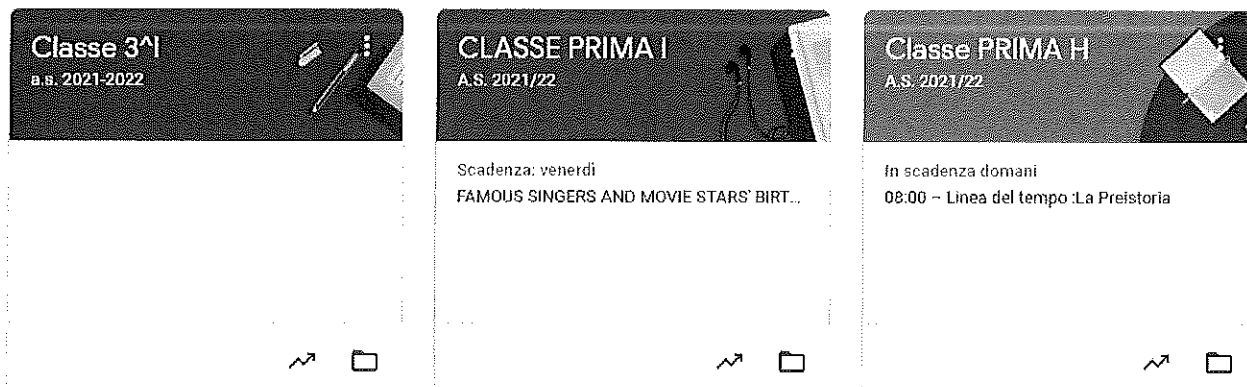 Classe 3^I
a.s. 2021-2022
CLASSE PRIMA I
A.S. 2021/22
Scadenza: venerdì
FAMOUS SINGERS AND MOVIE STARS' BIRT...
Classe PRIMA H
A.S. 2021/22
In scadenza domani
08:00 – Linea del tempo :La Preistoria